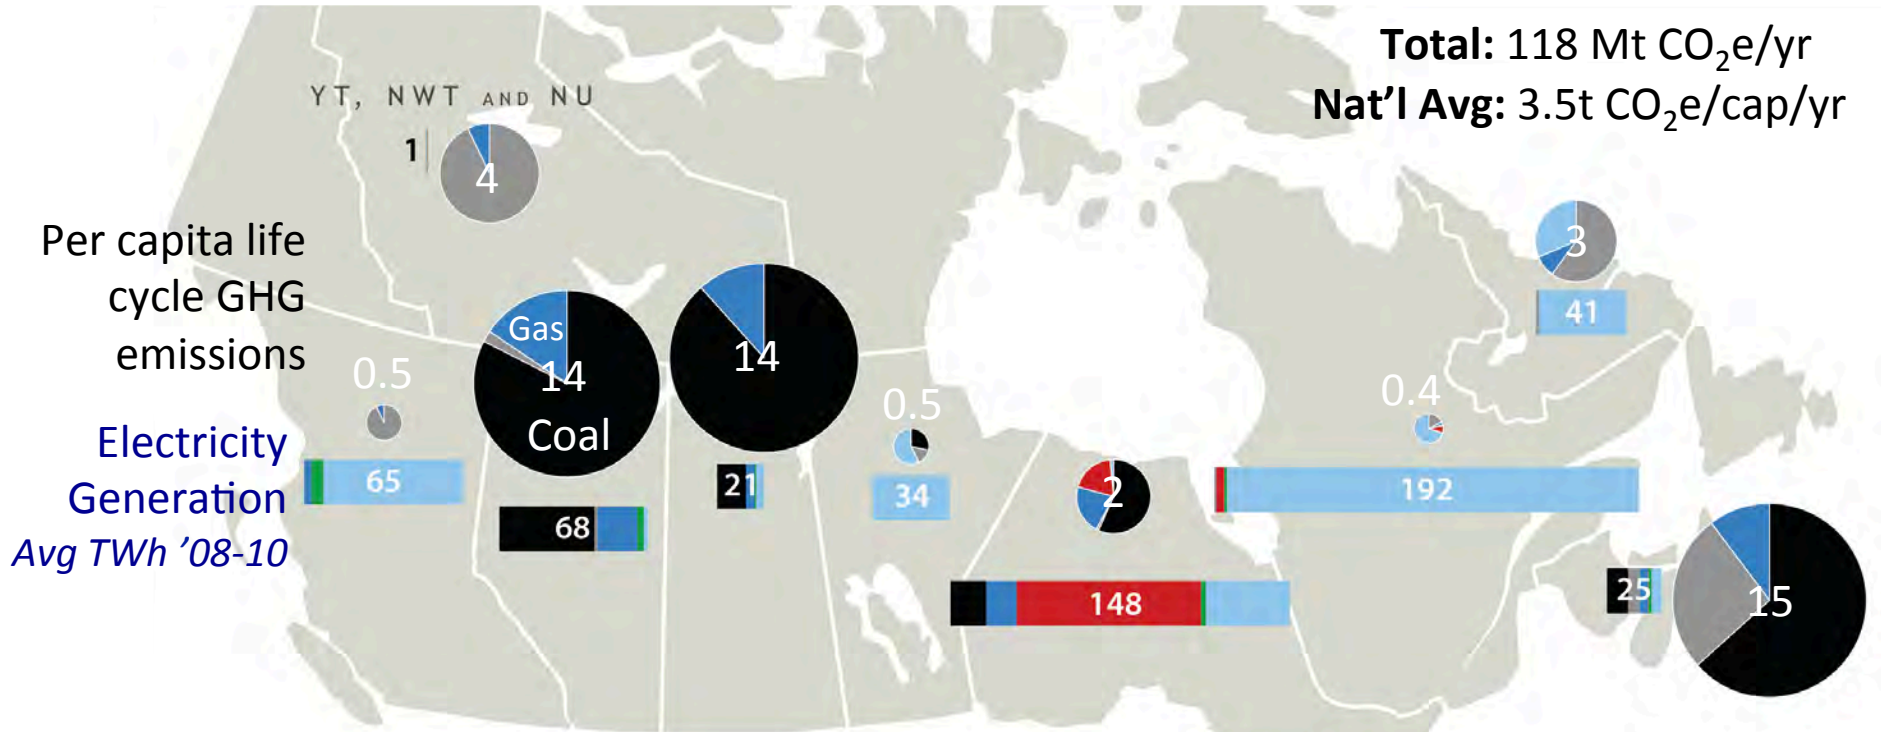 Total: 118 Mt CO₂e/yr
Nat'l Avg: 3.5t CO₂e/cap/yr
YT, NWT AND NU
1
4
Per capita life
cycle GHG
emissions
Electricity
Generation
Avg TWh '08-10
0.5
65
Gas
14
Coal
68
14
21
0.5
34
2
148
0.4
192
3
41
25
15